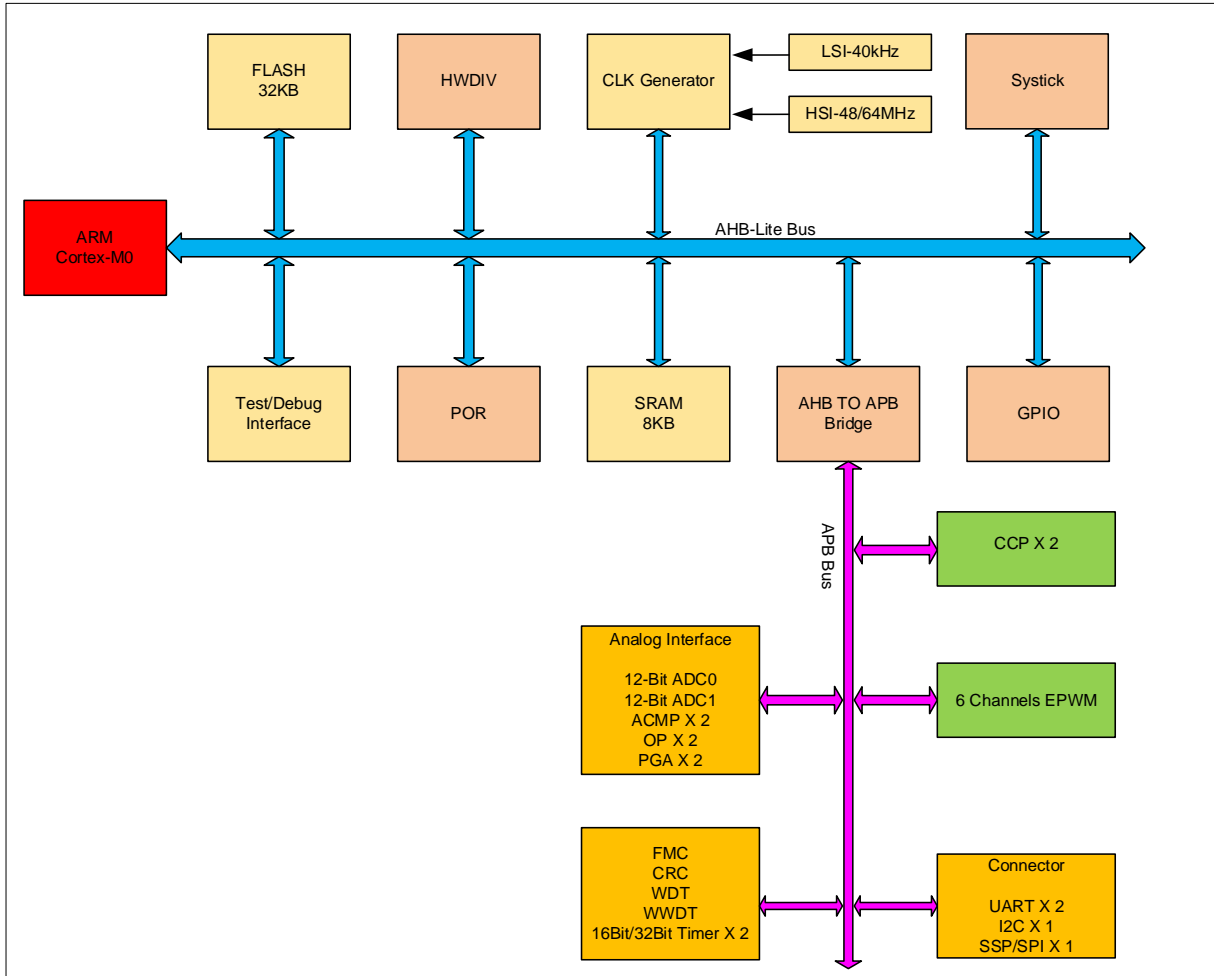 FLASH
32KB
HWDIV
CLK Generator
LSI-40kHz
HSI-48/64MHz
Systick
ARM
Cortex-M0
AHB-Lite Bus
Test/Debug
Interface
POR
SRAM
8KB
AHB TO APB
Bridge
GPIO
APB Bus
CCP X 2
Analog Interface
12-Bit ADC0
12-Bit ADC1
ACMP X 2
OP X 2
PGA X 2
6 Channels EPWM
FMC
CRC
WDT
WWDT
16Bit/32Bit Timer X 2
Connector
UART X 2
I2C X 1
SSP/SPI X 1